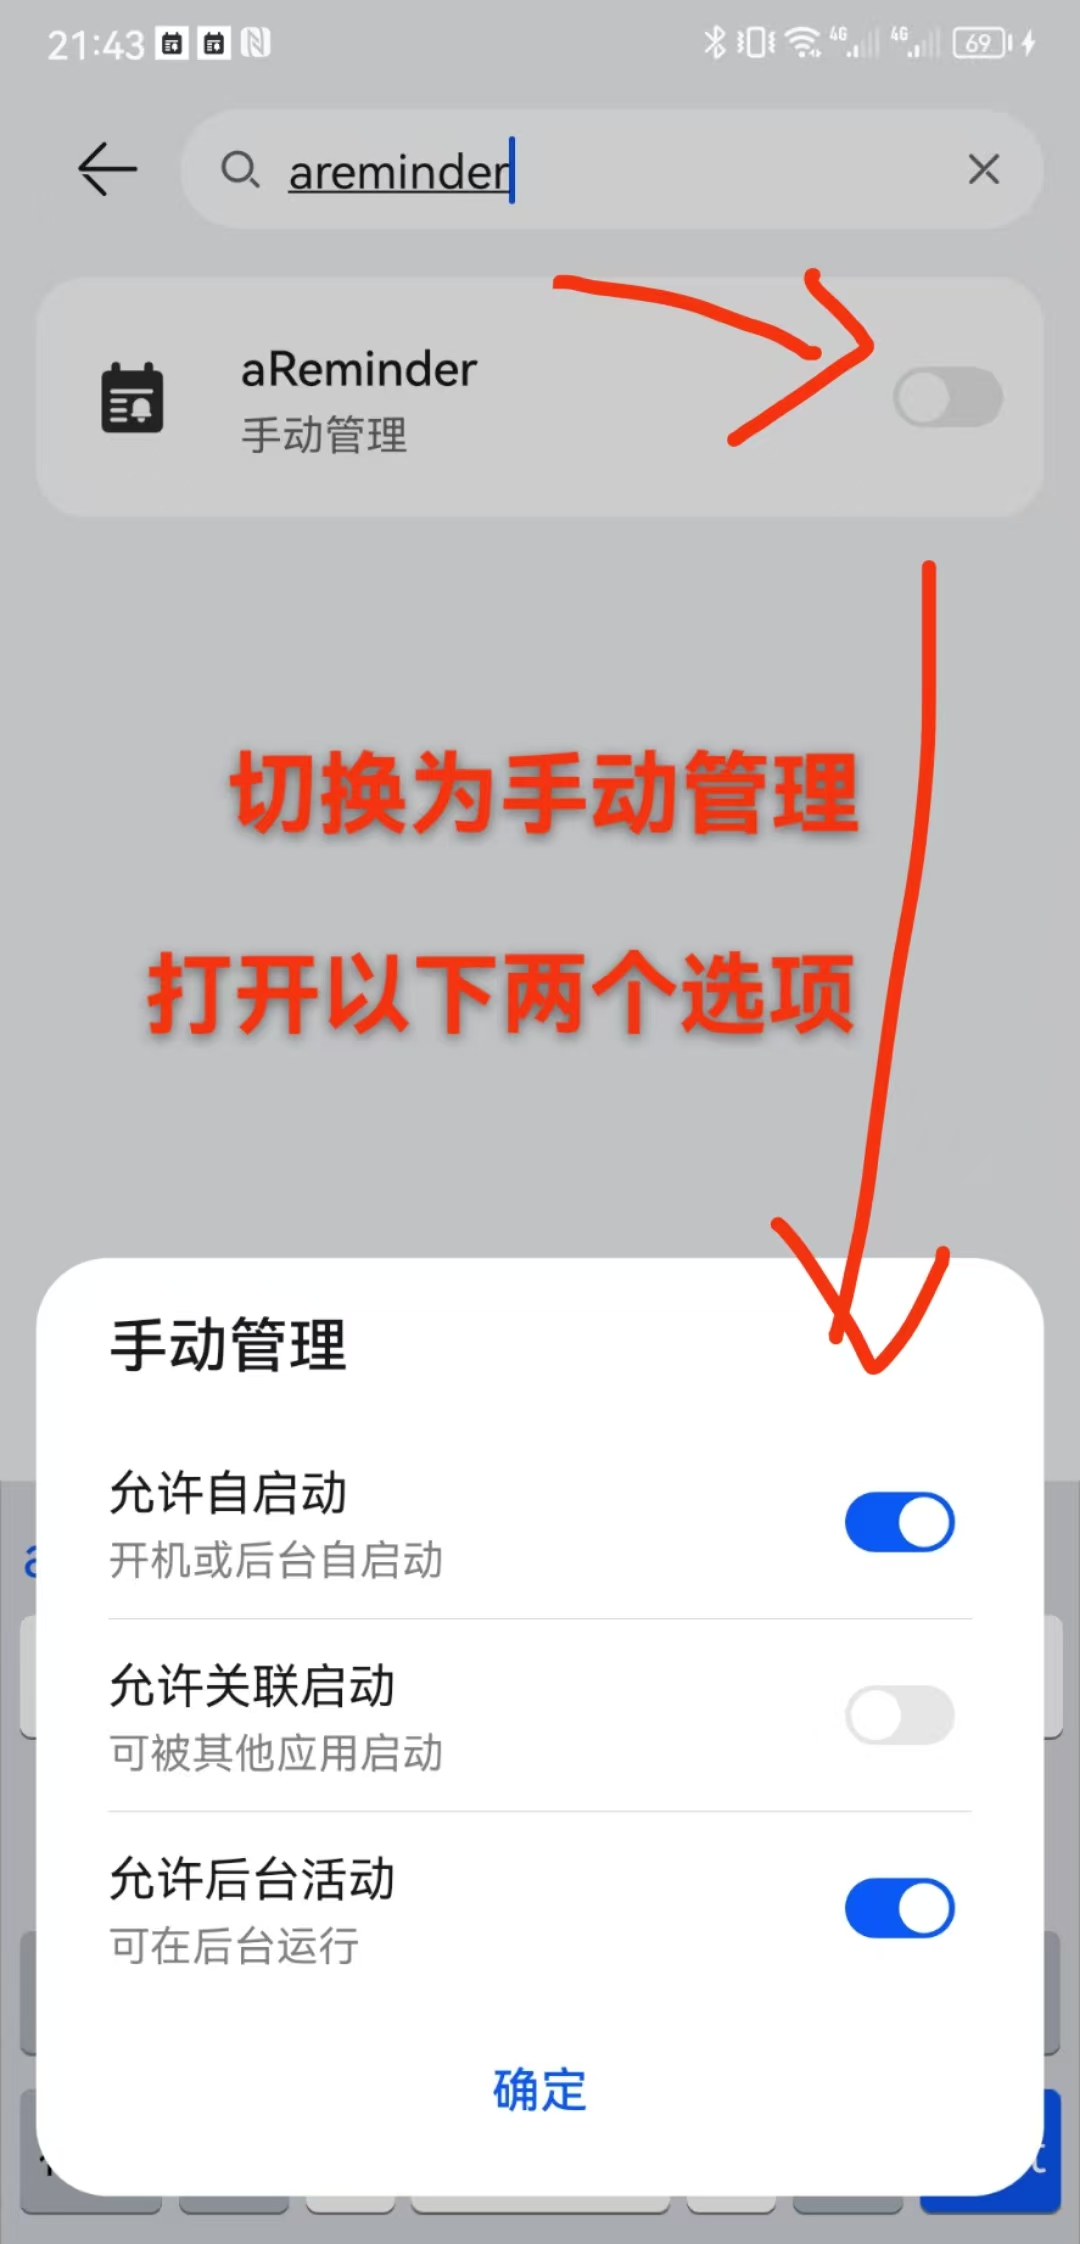 21:43
4G 4G 69
areminder
aReminder
手动管理
切换为手动管理
打开以下两个选项
手动管理
允许自启动
开机或后台自启动
允许关联启动
可被其他应用启动
允许后台活动
可在后台运行
确定